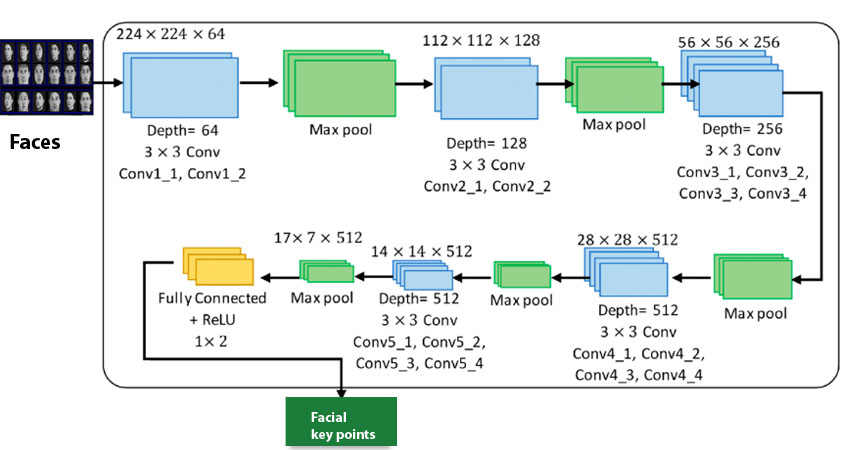 224 × 224 × 64
112 × 112 × 128
56 × 56 × 256
Faces
Depth= 64
3 × 3 Conv
Conv1_1, Conv1_2
Max pool
Depth= 128
3 × 3 Conv
Conv2_1, Conv2_2
Max pool
Depth= 256
3 × 3 Conv
Conv3_1, Conv3_2,
Conv3_3, Conv3_4
Max pool
28 × 28 × 512
Depth= 512
3 × 3 Conv
Conv4_1, Conv4_2,
Conv4_3, Conv4_4
Max pool
14 × 14 × 512
Depth= 512
3 × 3 Conv
Conv5_1, Conv5_2,
Conv5_3, Conv5_4
17× 7 × 512
Max pool
Fully Connected
+ ReLU
1× 2
Facial
key points